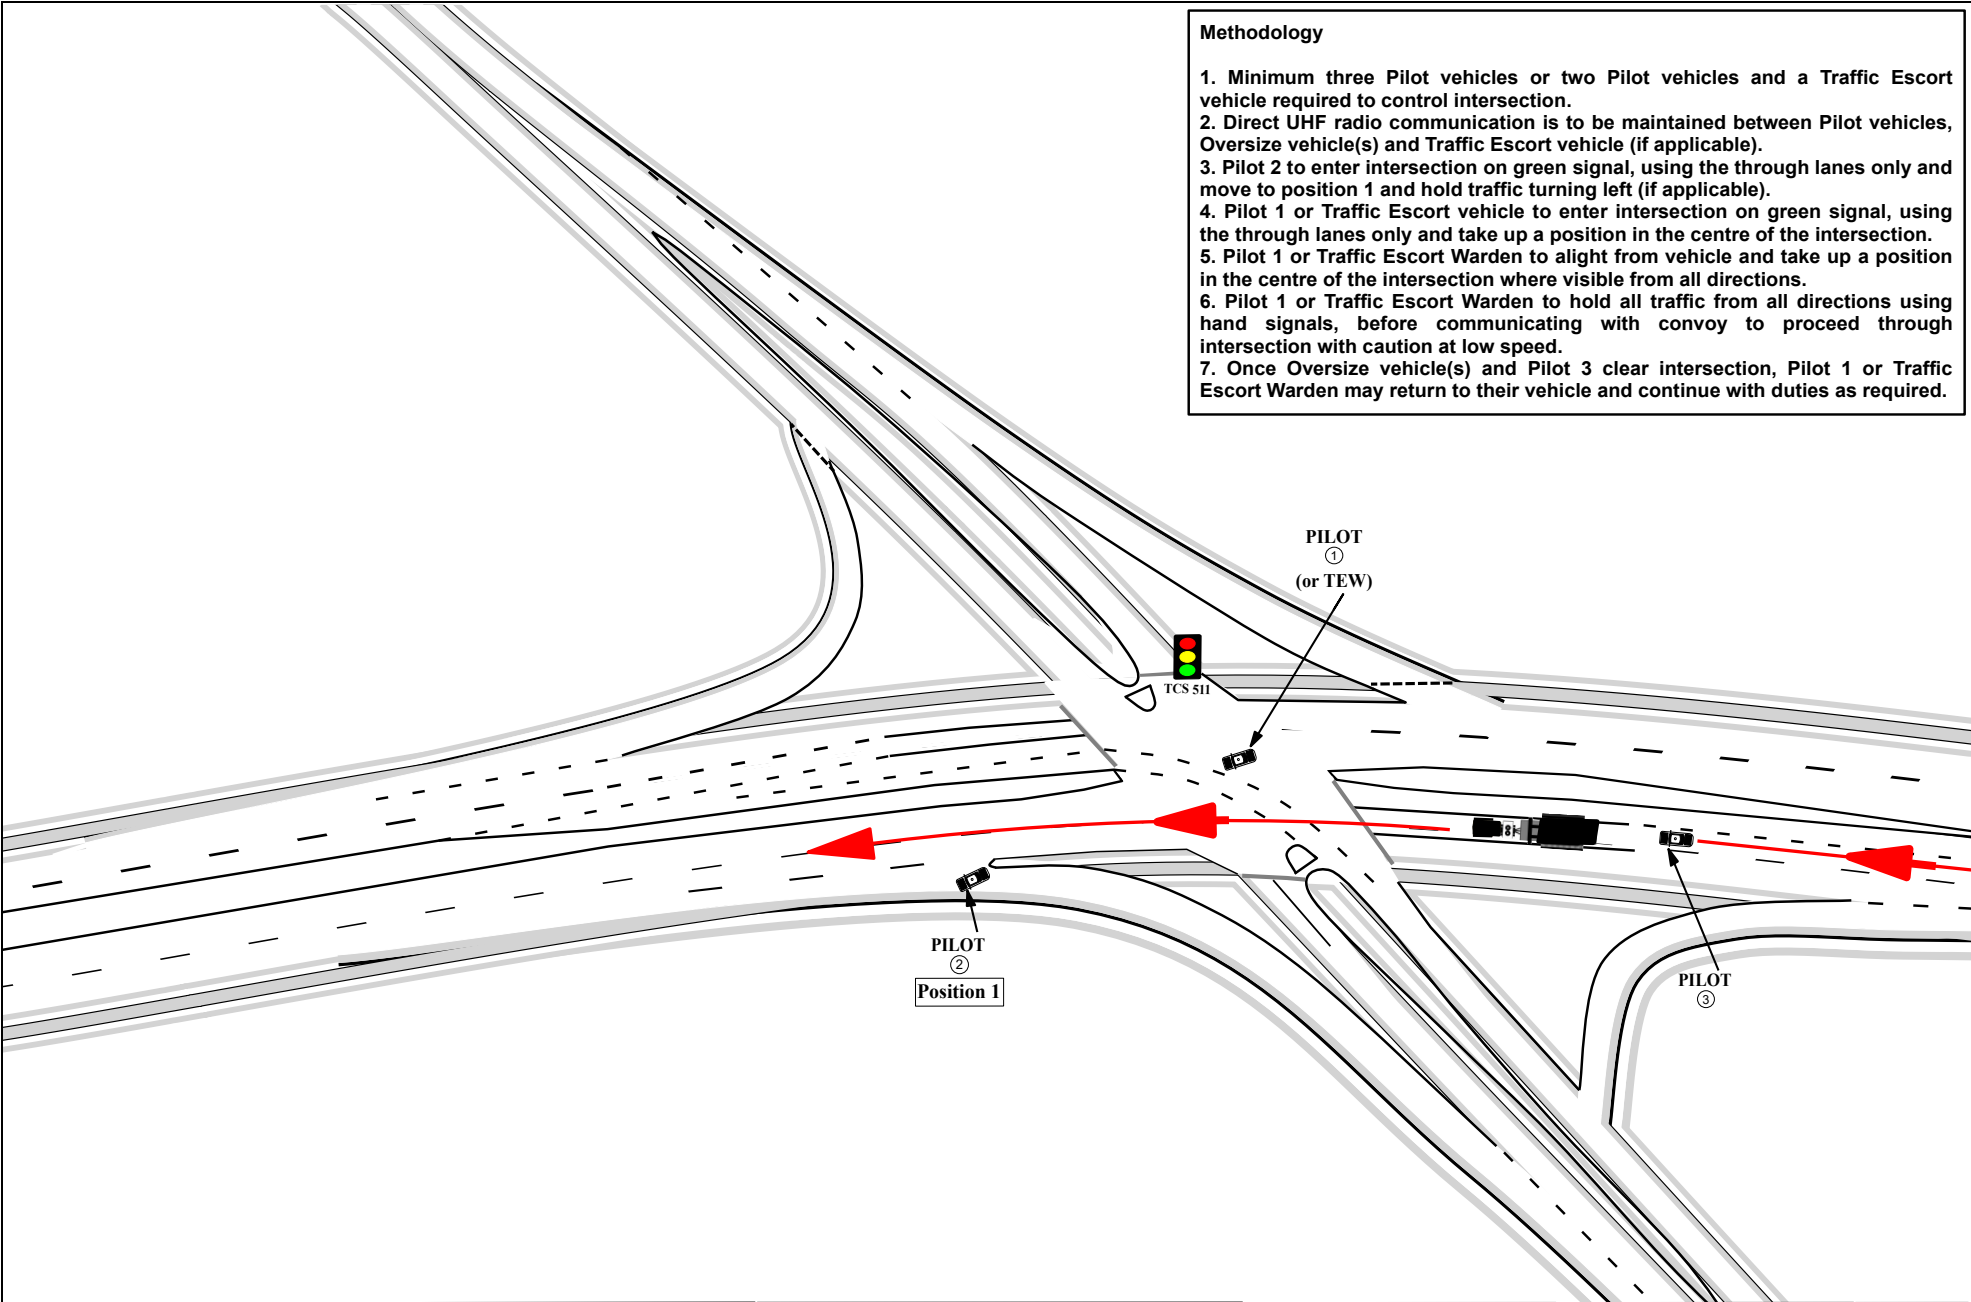 Methodology
1. Minimum three Pilot vehicles or two Pilot vehicles and a Traffic Escort
vehicle required to control intersection.
2. Direct UHF radio communication is to be maintained between Pilot vehicles,
Oversize vehicle(s) and Traffic Escort vehicle (if applicable).
3. Pilot 2 to enter intersection on green signal, using the through lanes only and
move to position 1 and hold traffic turning left (if applicable).
4. Pilot 1 or Traffic Escort vehicle to enter intersection on green signal, using
the through lanes only and take up a position in the centre of the intersection.
5. Pilot 1 or Traffic Escort Warden to alight from vehicle and take up a position
in the centre of the intersection where visible from all directions.
6. Pilot 1 or Traffic Escort Warden to hold all traffic from all directions using
hand signals, before communicating with convoy to proceed through
intersection with caution at low speed.
7. Once Oversize vehicle(s) and Pilot 3 clear intersection, Pilot 1 or Traffic
Escort Warden may return to their vehicle and continue with duties as required.
PILOT
1
(or TEW)
TCS 511
PILOT
2
Position 1
PILOT
3